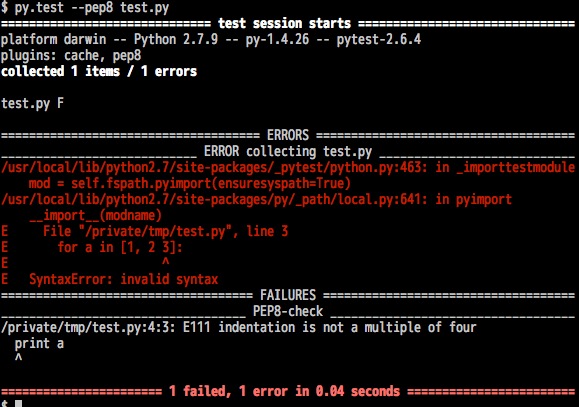 $ py.test --pep8 test.py
============================== test session starts ===============================
platform darwin -- Python 2.7.9 -- py-1.4.26 -- pytest-2.6.4
plugins: cache, pep8
collected 1 items / 1 errors
test.py F
===================================== ERRORS =====================================
____________________________ ERROR collecting test.py ____________________________
/usr/local/lib/python2.7/site-packages/_pytest/python.py:463: in _importtestmodule
    mod = self.fspath.pyimport(ensuresyspath=True)
/usr/local/lib/python2.7/site-packages/py/_path/local.py:641: in pyimport
    __import__(modname)
E     File "/private/tmp/test.py", line 3
E       for a in [1, 2 3]:
E                      ^
E   SyntaxError: invalid syntax
==================================== FAILURES ====================================
___________________________________ PEP8-check ___________________________________
/private/tmp/test.py:4:3: E111 indentation is not a multiple of four
  print a
  ^
======================= 1 failed, 1 error in 0.04 seconds ========================
$